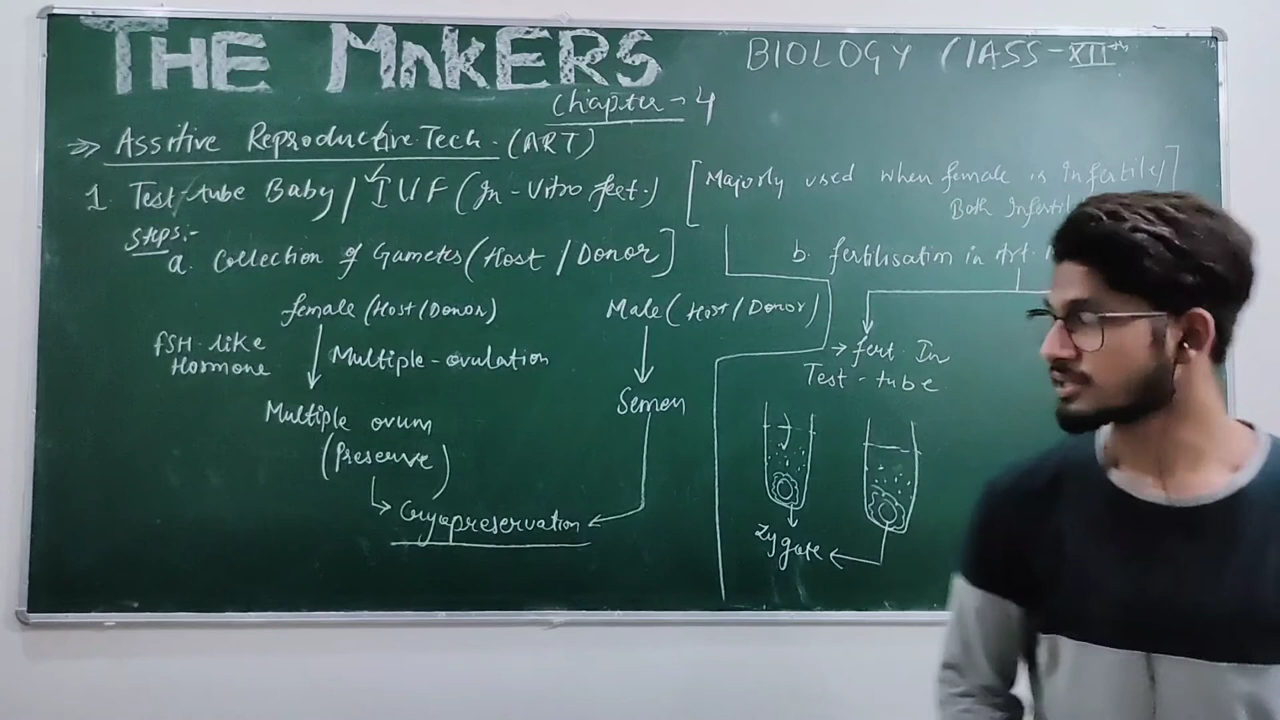 THE MAKERS
BIOLOGY CLASS-XII th
Chapter → 4
⇒ Assitive Reproductive Tech. (ART)
1. Test-tube Baby / IVF (In-Vitro fert.)
[Majorly used when female is Infertile/
Both Infertil
Steps:-
a. Collection of Gametes (Host / Donor]
female (Host/Donor)
Male (Host/Donor)
FSH-like
Hormone
Multiple-ovulation
Multiple ovum
(Preserve)
Semen
Cryopreservation
b. fertilisation in
→ fert. In
Test-tube
Zygote